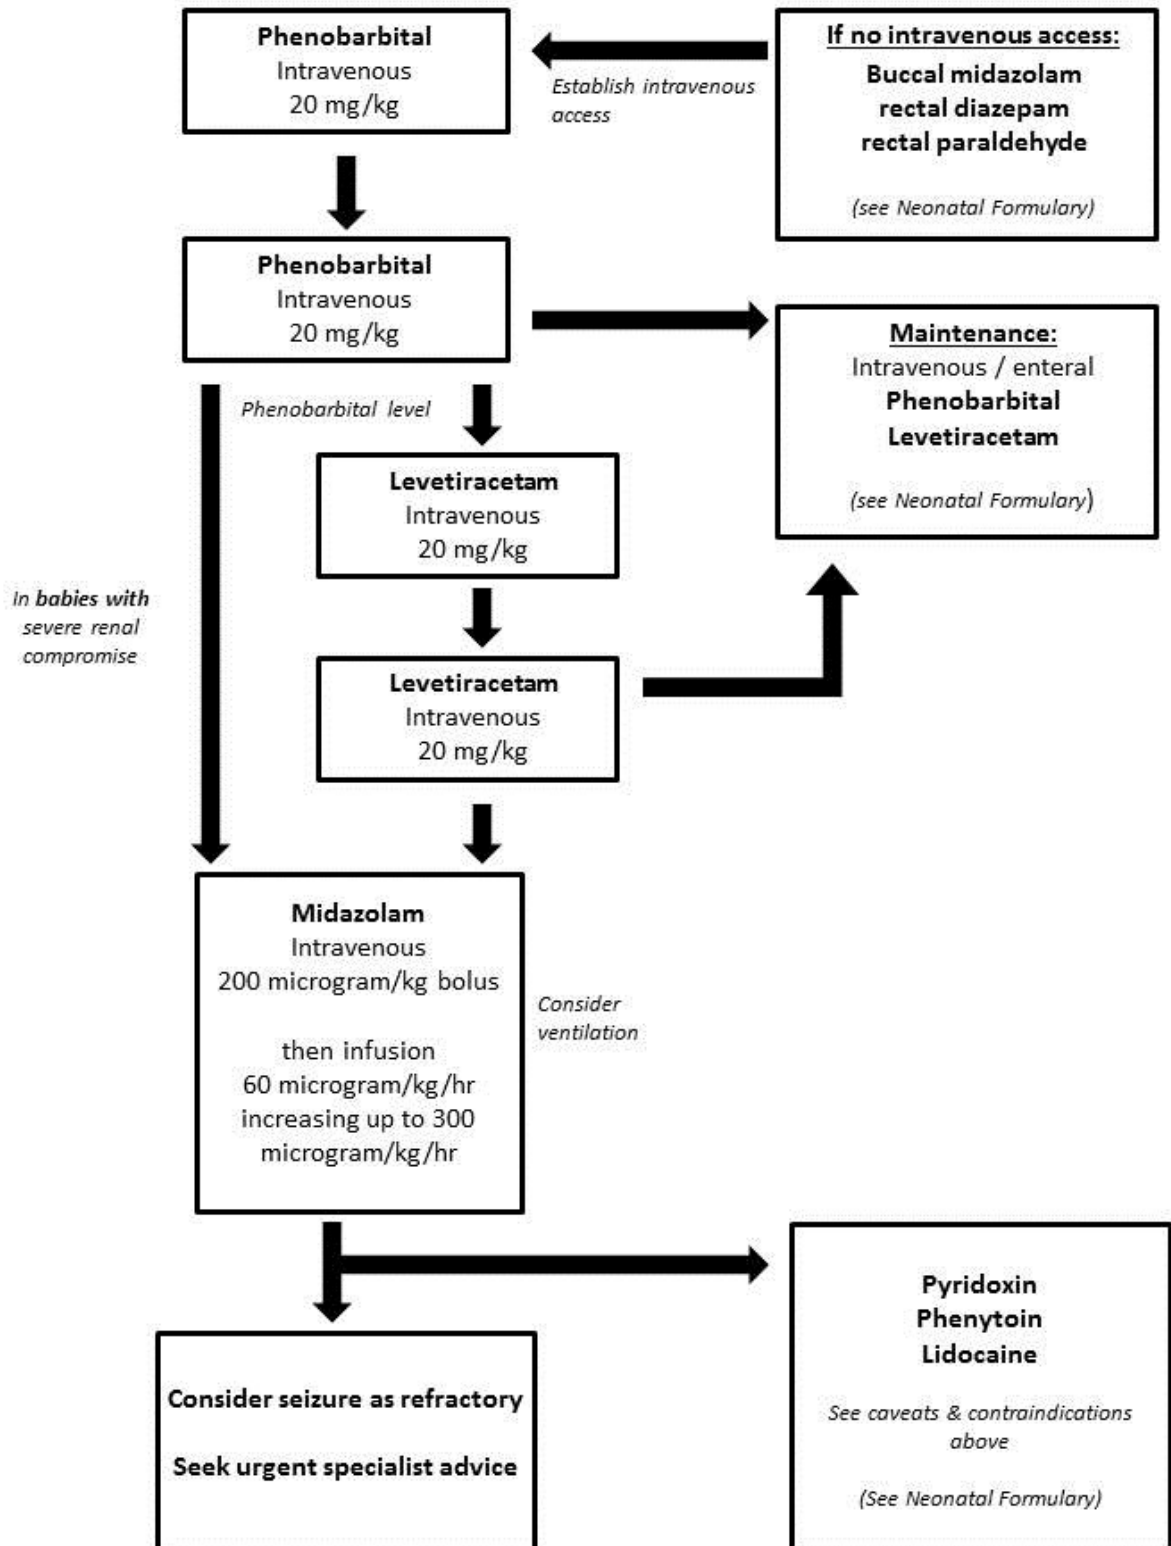 Phenobarbital
Intravenous
20 mg/kg
Establish intravenous
access
If no intravenous access:
Buccal midazolam
rectal diazepam
rectal paraldehyde
(see Neonatal Formulary)
Phenobarbital
Intravenous
20 mg/kg
Maintenance:
Intravenous / enteral
Phenobarbital
Levetiracetam
(see Neonatal Formulary)
Phenobarbital level
Levetiracetam
Intravenous
20 mg/kg
In babies with
severe renal
compromise
Levetiracetam
Intravenous
20 mg/kg
Midazolam
Intravenous
200 microgram/kg bolus
then infusion
60 microgram/kg/hr
increasing up to 300
microgram/kg/hr
Consider
ventilation
Consider seizure as refractory
Seek urgent specialist advice
Pyridoxin
Phenytoin
Lidocaine
See caveats & contraindications
above
(See Neonatal Formulary)